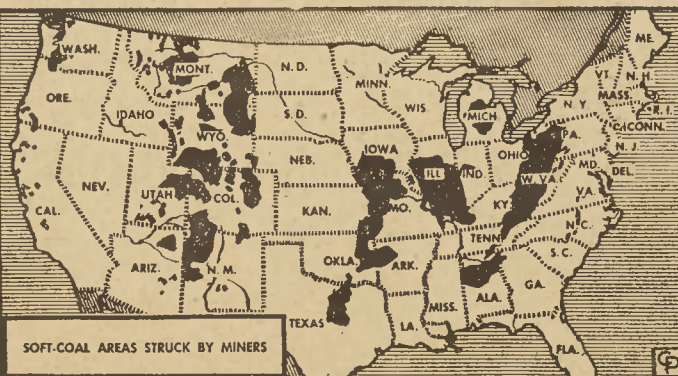 WASH.
MONT.
N. D.
MINN.
ME.
VT.
N. H.
ORE.
IDAHO
WYO.
S. D.
WIS.
MICH.
N. Y.
MASS.
R. I.
CONN.
NEB.
IOWA
ILL.
IND.
OHIO
PA.
N. J.
NEV.
UTAH
COL.
KAN.
MO.
KY.
W. VA.
MD.
DEL.
CAL.
VA.
ARIZ.
N. M.
OKLA.
ARK.
TENN.
N. C.
S. C.
TEXAS
LA.
MISS.
ALA.
GA.
FLA.
SOFT-COAL AREAS STRUCK BY MINERS
CP